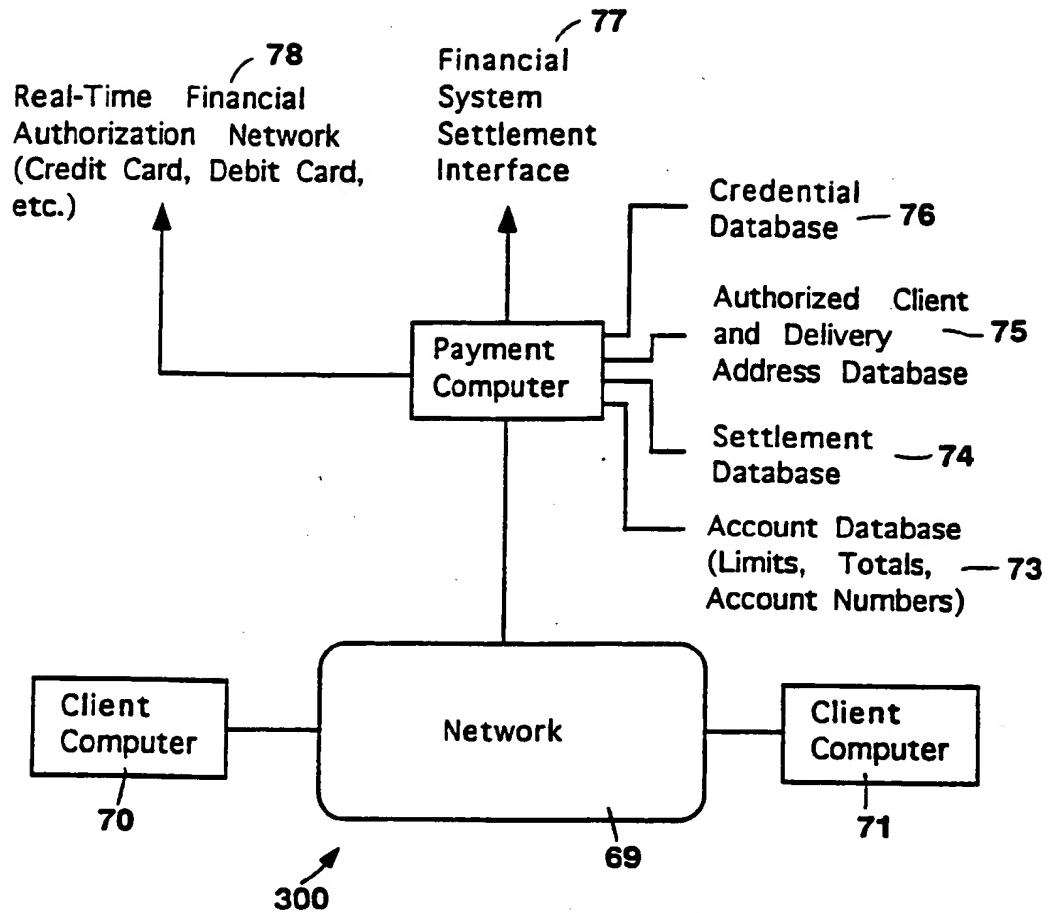 77
Financial
System
Settlement
Interface
78
Real-Time Financial
Authorization Network
(Credit Card, Debit Card,
etc.)
Credential
Database
76
Authorized Client
and Delivery
Address Database
75
Payment
Computer
Settlement
Database
74
Account Database
(Limits, Totals,
Account Numbers)
73
Client
Computer
70
Network
69
Client
Computer
71
300